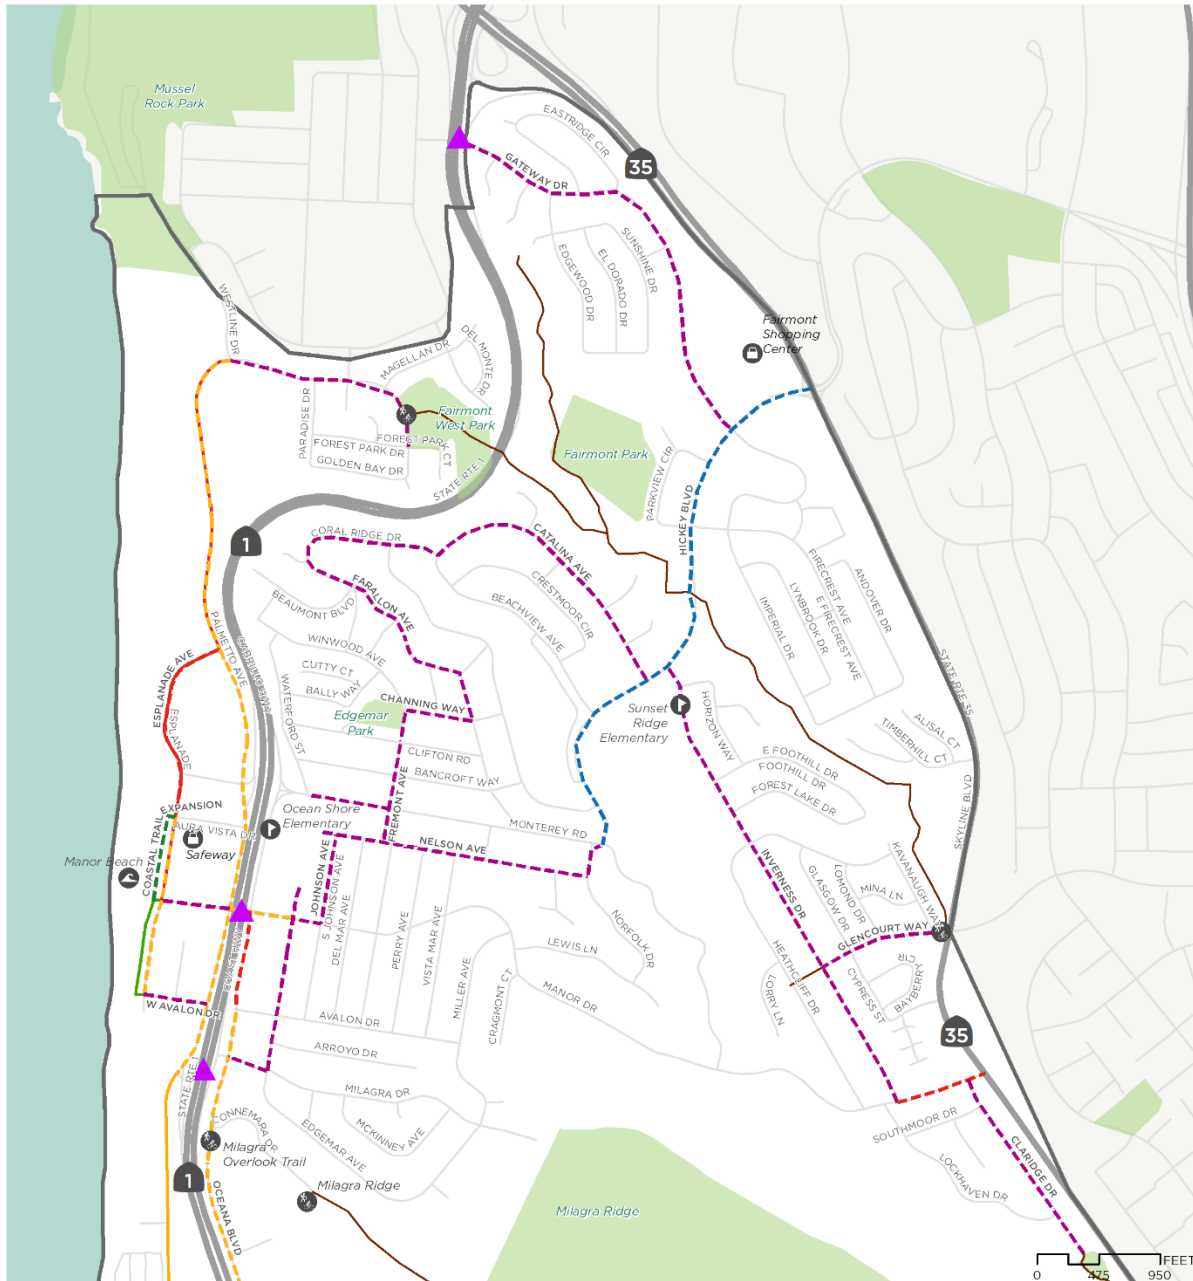 Mussel
Rock Park
EASTRIDGE CIR
GATEWAY DR
35
SUNSHINE DR
EL DORADO DR
EDGEWOOD DR
WESTLINE DR
Fairmont
Shopping
Center
DEL MONTE DR
MAGELLAN DR
PARADISE DR
Fairmont
West Park
FOREST PARK CT
FOREST PARK DR
GOLDEN BAY DR
STATE RTE 1
Fairmont Park
PARKVIEW CIR
HICKEY BLVD
1
CORAL RIDGE DR
CATALINA AVE
CRESTMOOR CIR
BEACHVIEW AVE
FARALLON AVE
BEAUMONT BLVD
WINWOOD AVE
CUTTY CT
BALLY WAY
CHANNING WAY
Edgemar
Park
WATERFORD ST
PALMETTO AVE
CABRILLO HWY
ESPLANADE AVE
ESPLANADE
FIRECREST AVE
E FIRECREST AVE
ANDOVER DR
LYNBROOK DR
IMPERIAL DR
STATE RTE 35
ALISAL CT
TIMBERHILL CT
HORIZON WAY
Sunset
Ridge
Elementary
E FOOTHILL DR
FOOTHILL DR
FOREST LAKE DR
SKYLINE BLVD
CLIFTON RD
BANCROFT WAY
FREMONT AVE
MONTEREY RD
NELSON AVE
Ocean Shore
Elementary
COASTAL TRAIL
EXPANSION
AURA VISTA DR
Safeway
Manor Beach
JOHNSON AVE
S JOHNSON AVE
DEL MAR AVE
PERRY AVE
VISTA MAR AVE
MILLER AVE
CRAGMONT CT
LEWIS LN
MANOR DR
NORFOLK DR
INVERNESS DR
GLASGOW DR
LOMOND DR
MINA LN
KAVANAUGH WAY
GLENCOURT WAY
HEATHCLIFF DR
LORRY LN
CYPRESS ST
BAYBERRY CIR
COAST HWY
W AVALON DR
AVALON DR
ARROYO DR
STATE RTE 1
MILAGRA DR
MCKINNEY AVE
EDGEMAR AVE
CONNEMARA DR
Milagra
Overlook Trail
1
OCEANA BLVD
Milagra Ridge
Milagra Ridge
35
SOUTHMOOR DR
LOCKHAVEN DR
CLARIDGE DR
FEET
0 475 950